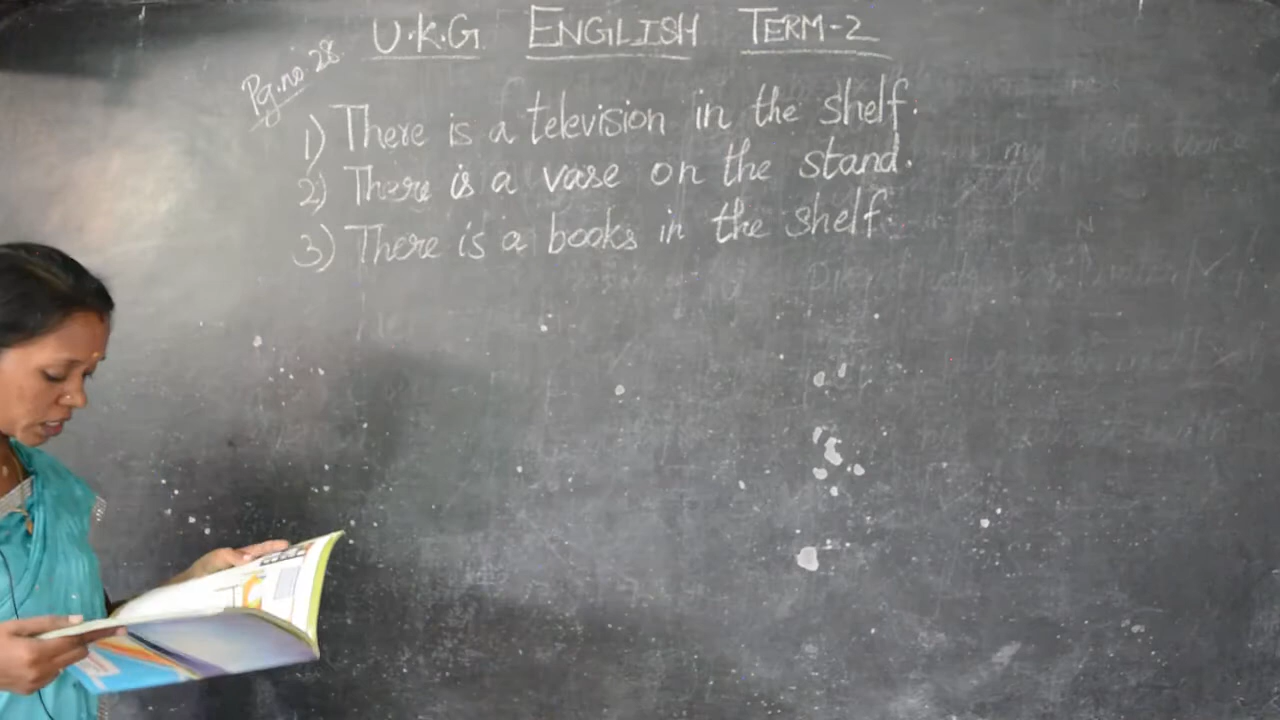 U.K.G. ENGLISH TERM-2
Pg.no.28.
1) There is a television in the shelf.
2) There is a vase on the stand.
3) There is a books in the shelf.
my